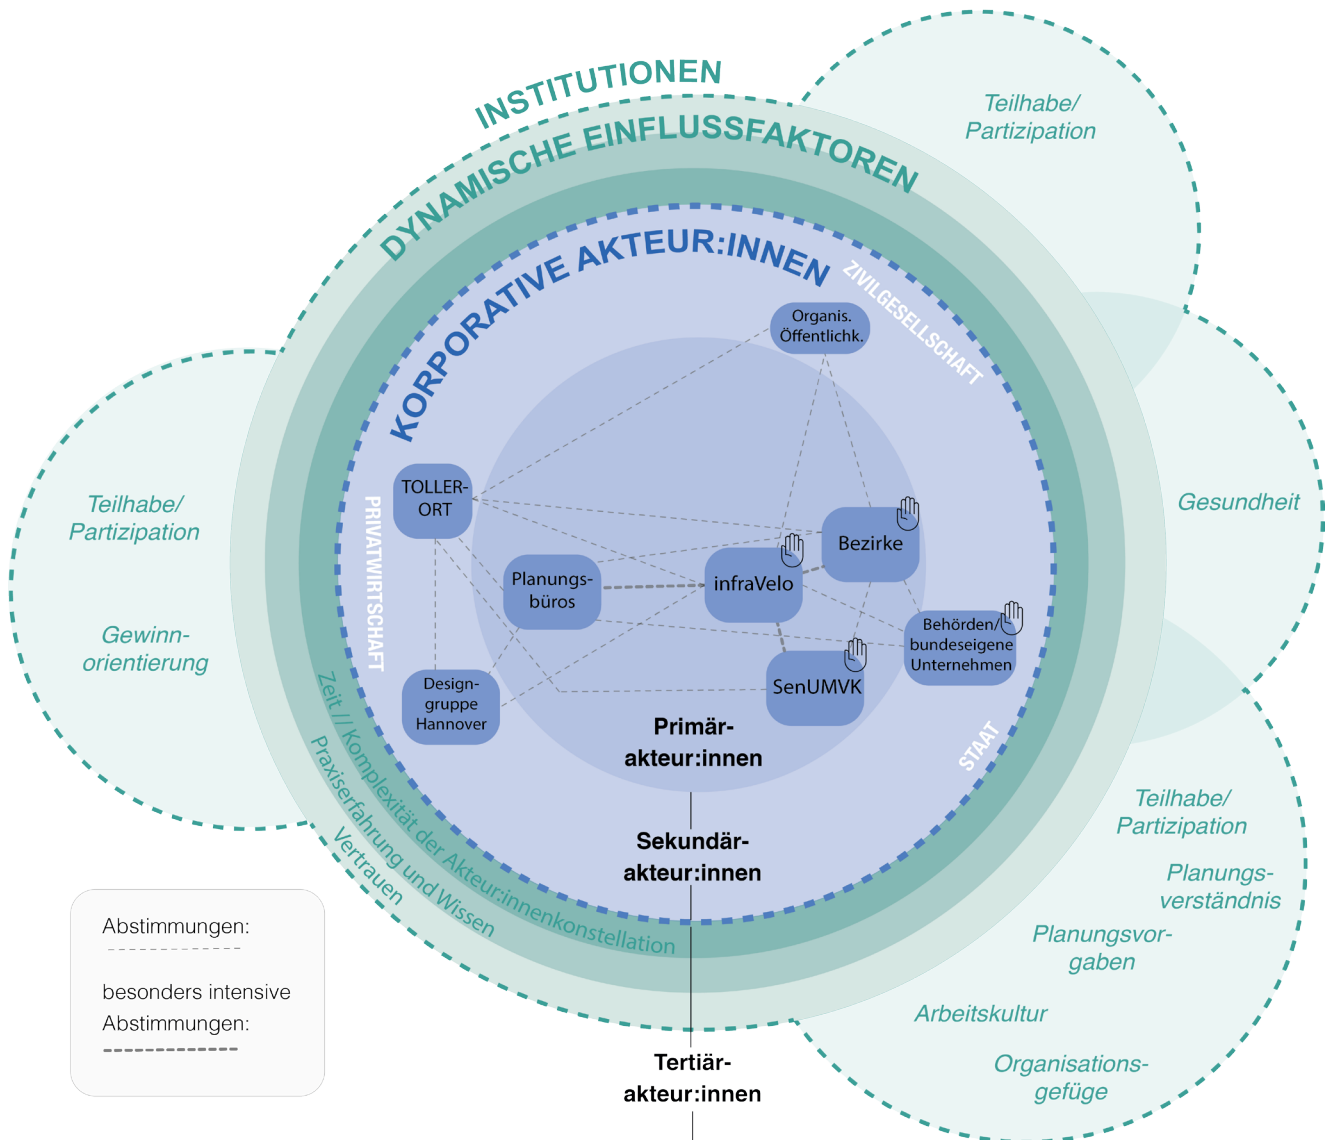 INSTITUTIONEN
DYNAMISCHE EINFLUSSFAKTOREN
KORPORATIVE AKTEUR:INNEN
ZIVILGESELLSCHAFT
PRIVATWIRTSCHAFT
STAAT
Teilhabe/
Partizipation
Gesundheit
Teilhabe/
Partizipation
Gewinn-
orientierung
Organis.
Öffentlichk.
TOLLER-
ORT
Bezirke
Planungs-
büros
infraVelo
Behörden/
bundeseigene
Unternehmen
Design-
gruppe
Hannover
SenUMVK
Primär-
akteur:innen
Sekundär-
akteur:innen
Tertiär-
akteur:innen
Zeit // Komplexität der Akteur:innenkonstellation
Praxiserfahrung und Wissen
Vertrauen
Teilhabe/
Partizipation
Planungs-
verständnis
Planungsvor-
gaben
Arbeitskultur
Organisations-
gefüge
Abstimmungen:
besonders intensive
Abstimmungen: